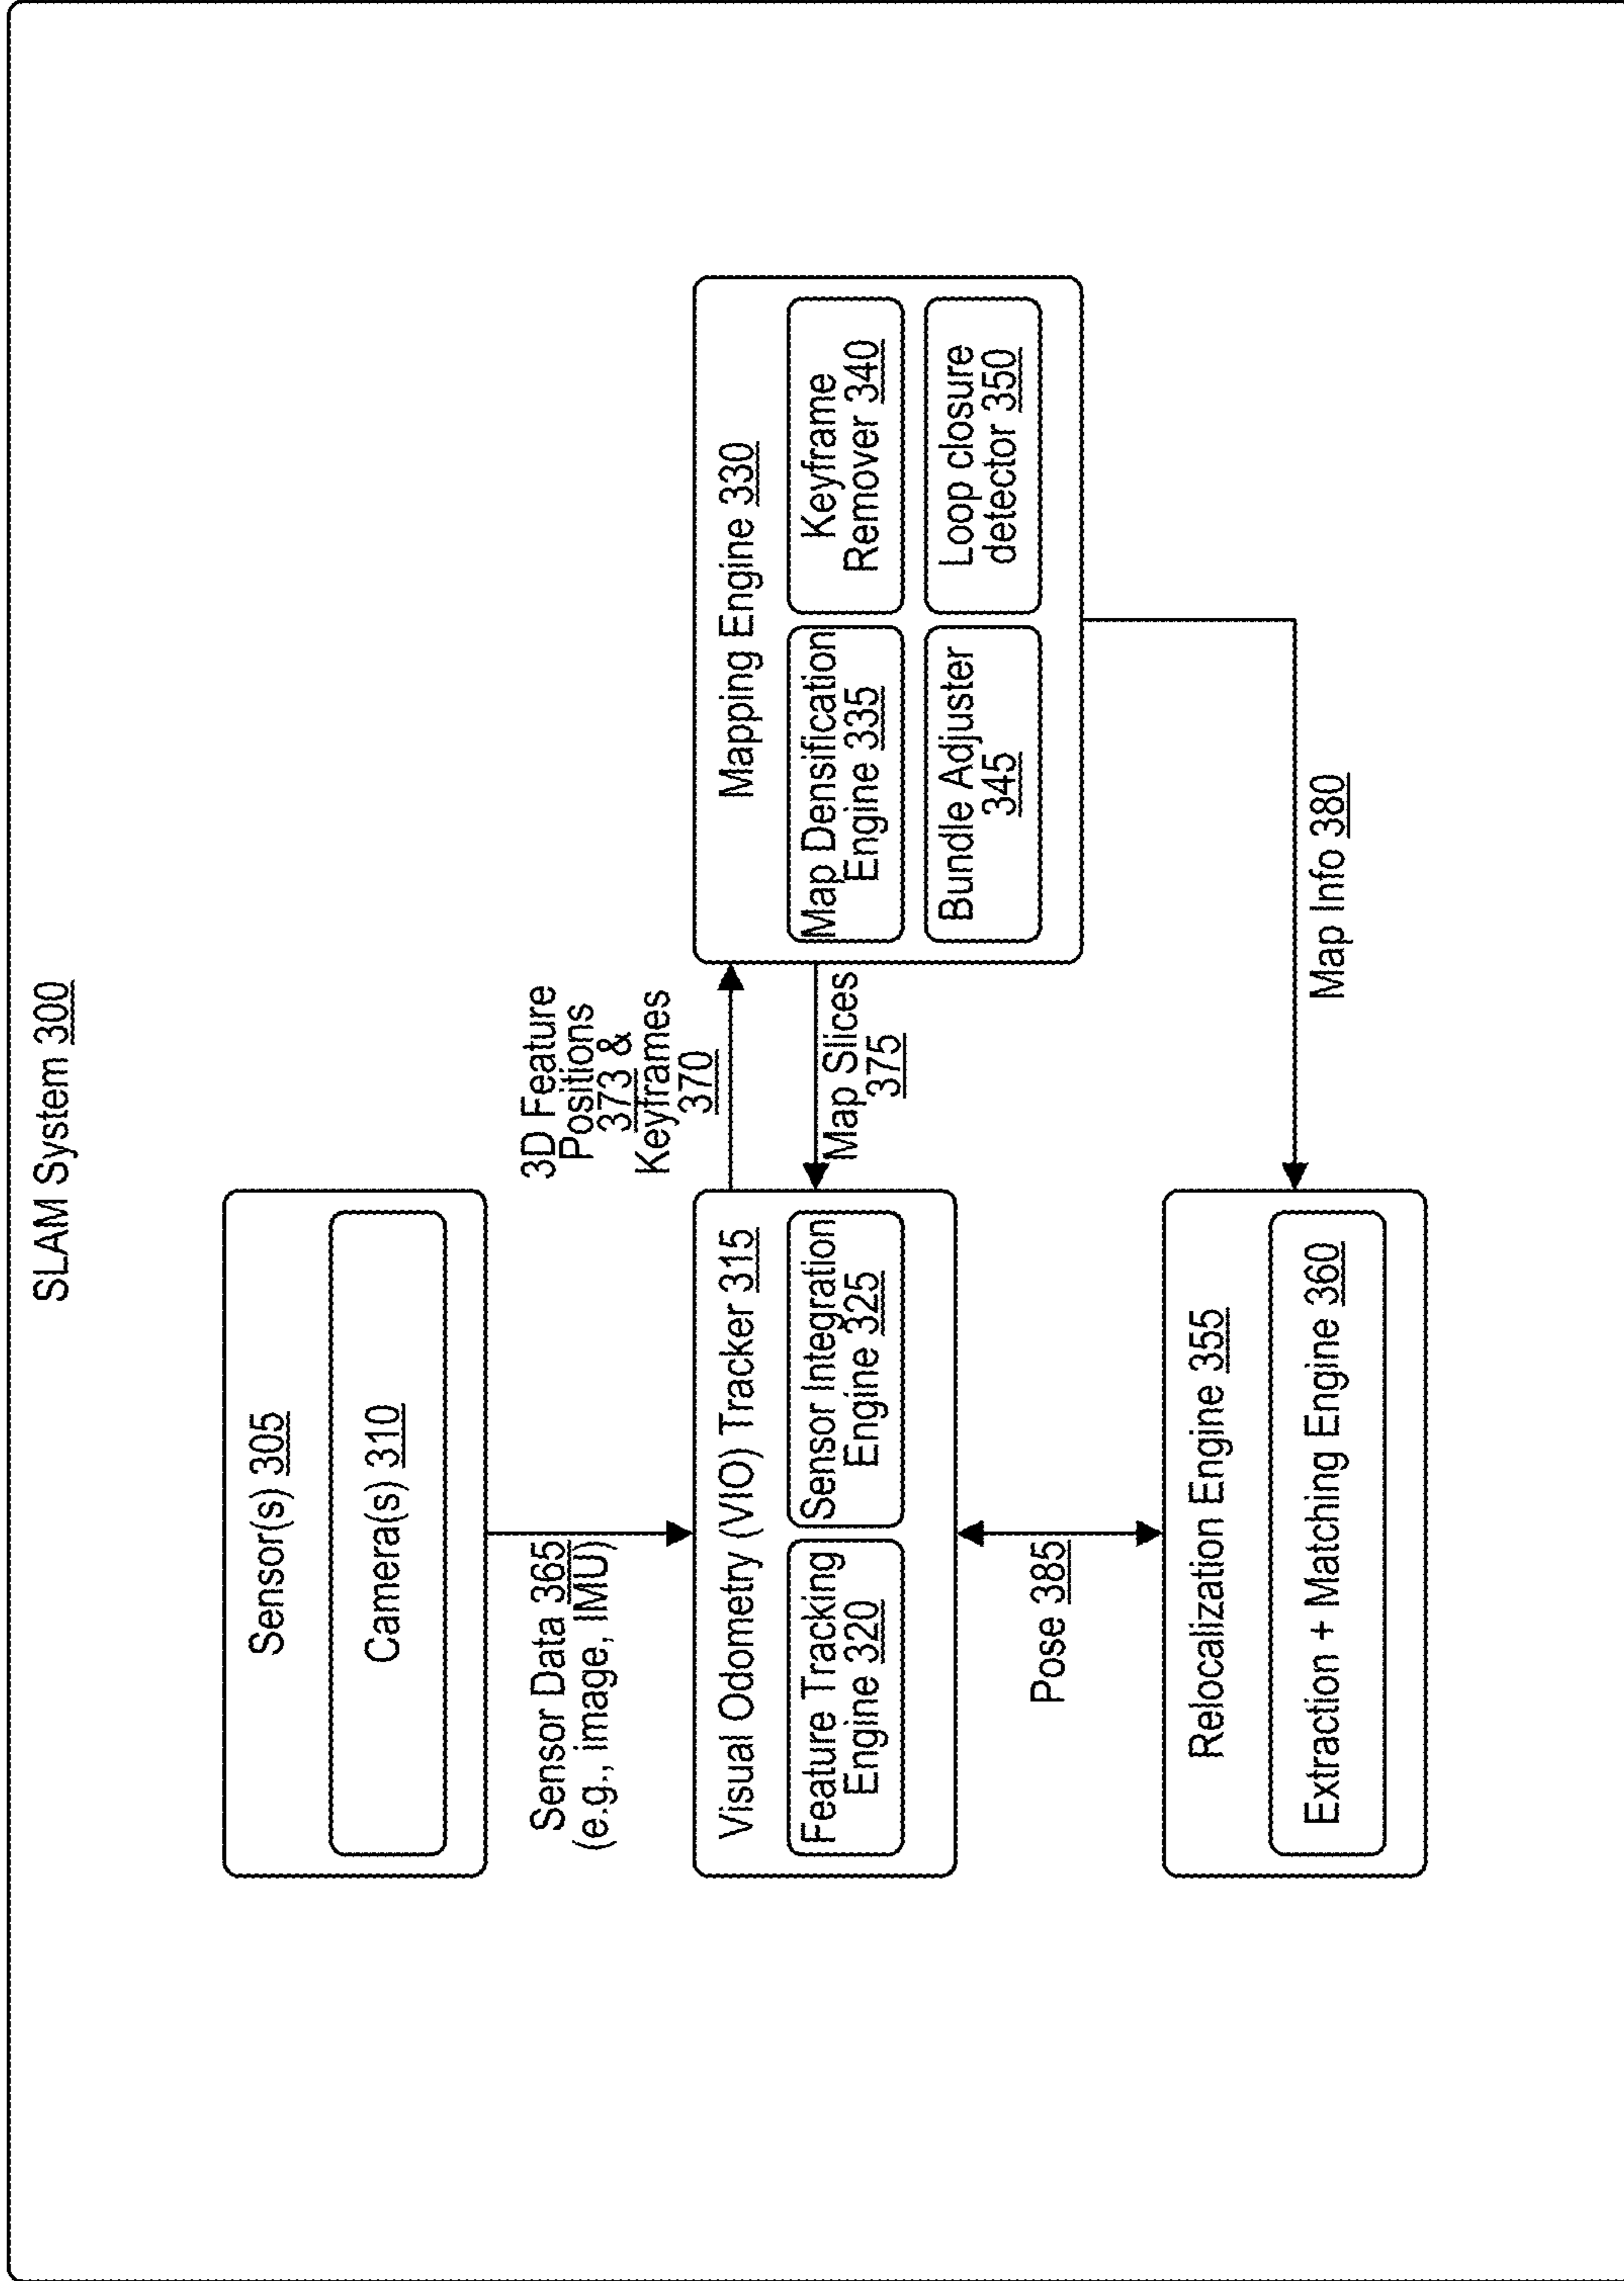 SLAM System 300
Sensor(s) 305
Camera(s) 310
Sensor Data 365
(e.g., image, IMU)
Visual Odometry (VIO) Tracker 315
Feature Tracking
Engine 320
Sensor Integration
Engine 325
3D Feature
Positions
373 &
Keyframes
370
Map Slices
375
Mapping Engine 330
Map Densification
Engine 335
Keyframe
Remover 340
Bundle Adjuster
345
Loop closure
detector 350
Pose 385
Map Info 380
Relocalization Engine 355
Extraction + Matching Engine 360